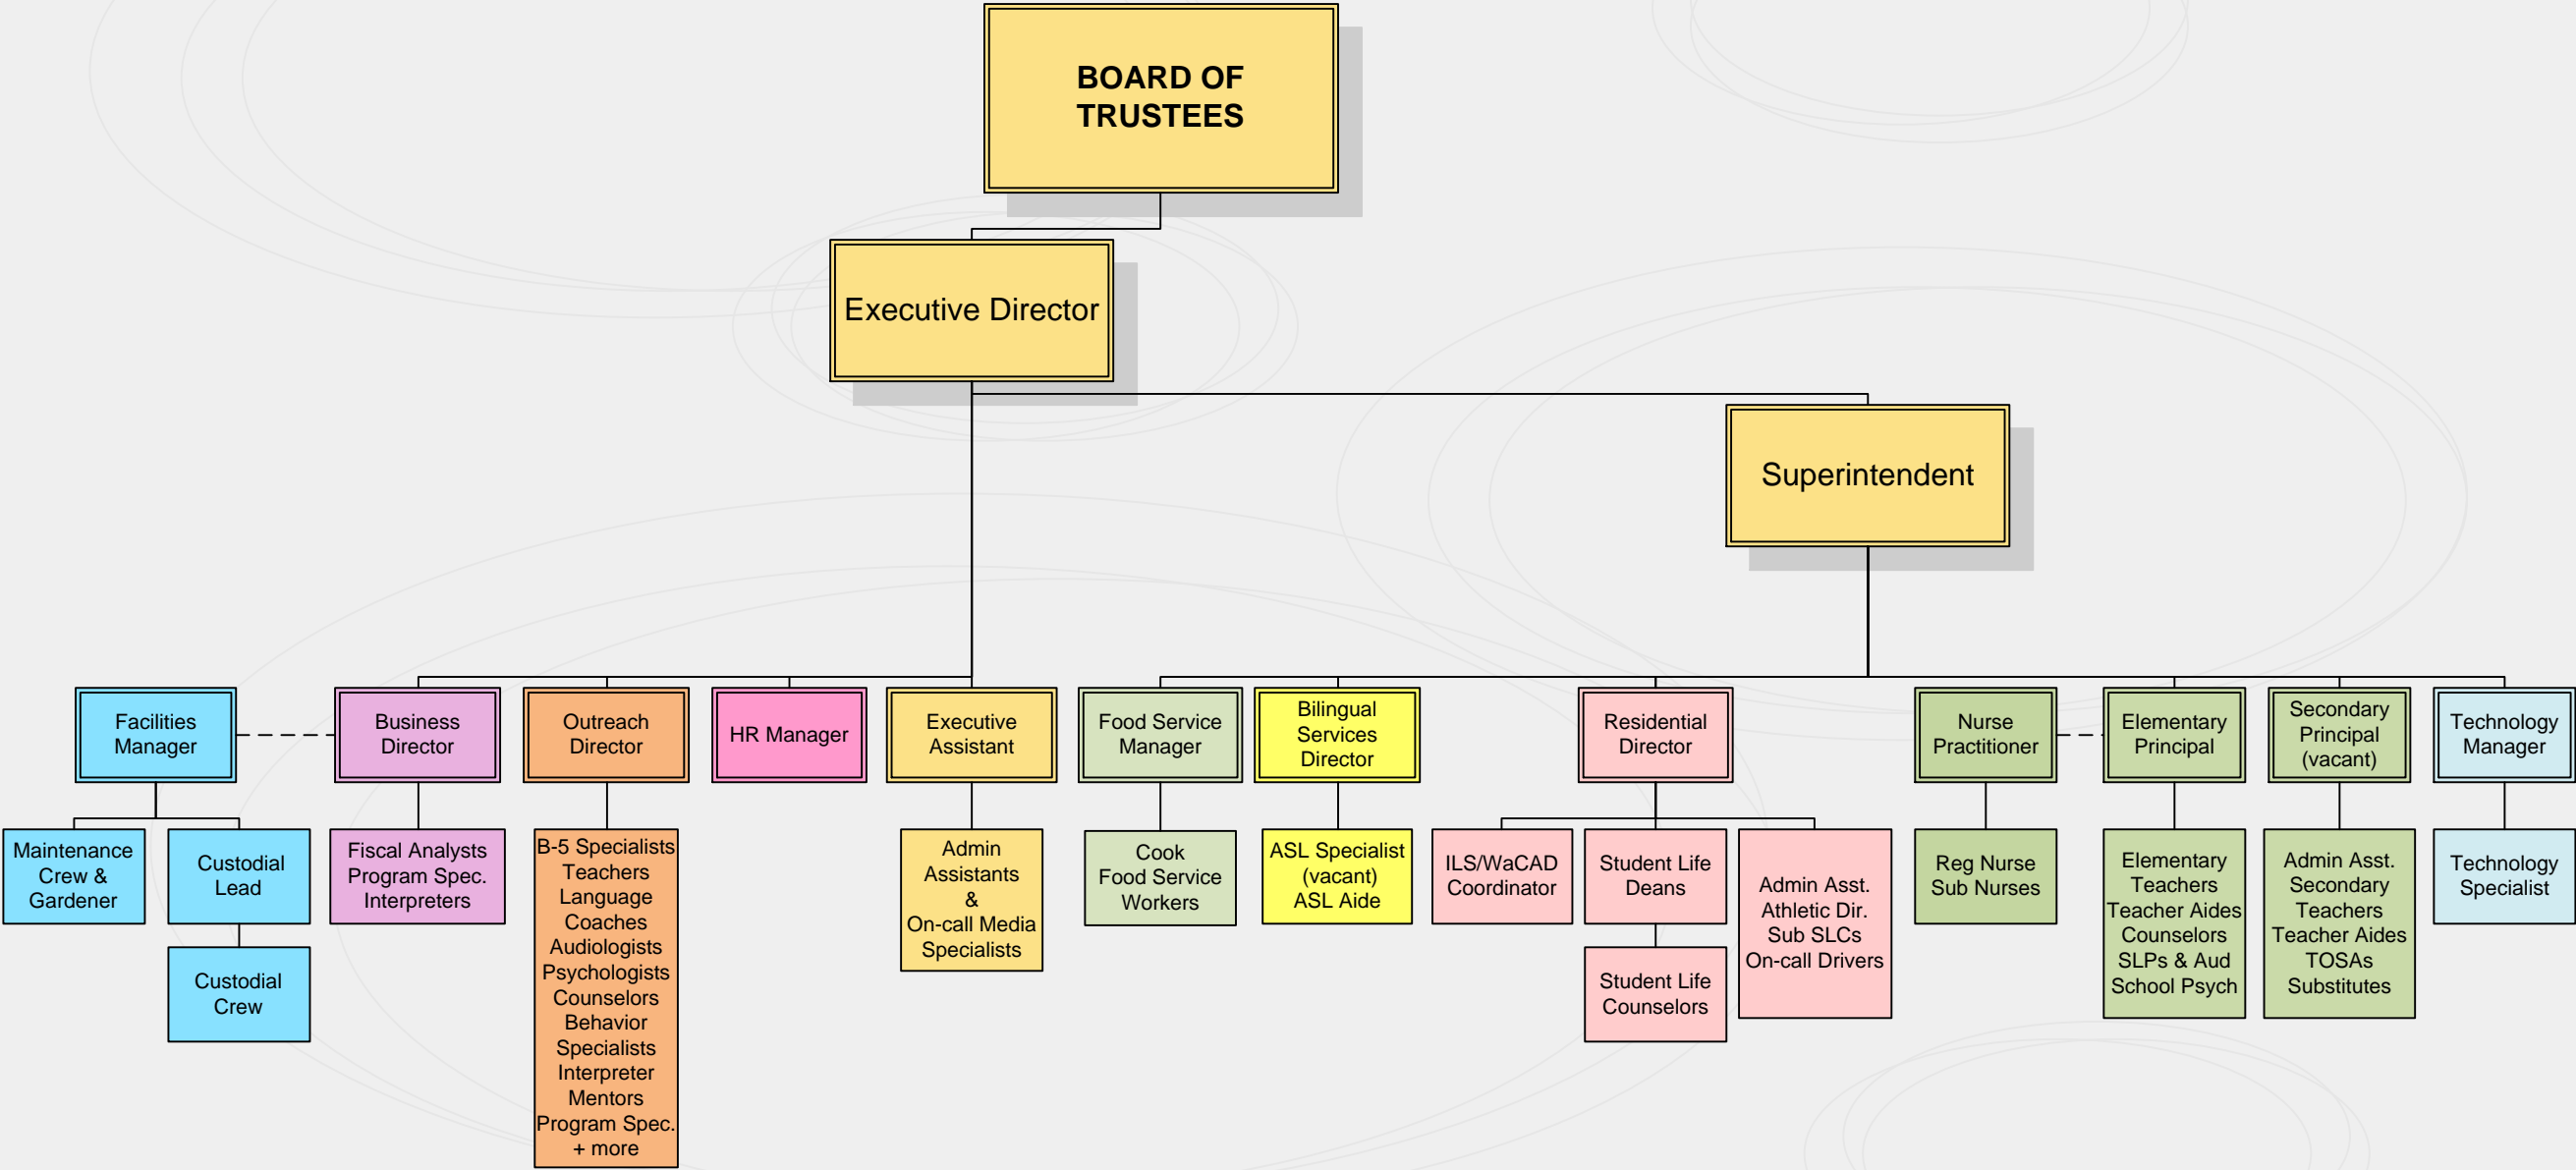 BOARD OF
TRUSTEES
Executive Director
Superintendent
Facilities
Manager
Business
Director
Outreach
Director
HR Manager
Executive
Assistant
Food Service
Manager
Bilingual
Services
Director
Residential
Director
Nurse
Practitioner
Elementary
Principal
Secondary
Principal
(vacant)
Technology
Manager
Maintenance
Crew &
Gardener
Custodial
Lead
Custodial
Crew
Fiscal Analysts
Program Spec.
Interpreters
B-5 Specialists
Teachers
Language
Coaches
Audiologists
Psychologists
Counselors
Behavior
Specialists
Interpreter
Mentors
Program Spec.
+ more
Admin
Assistants
&
On-call Media
Specialists
Cook
Food Service
Workers
ASL Specialist
(vacant)
ASL Aide
ILS/WaCAD
Coordinator
Student Life
Deans
Student Life
Counselors
Admin Asst.
Athletic Dir.
Sub SLCs
On-call Drivers
Reg Nurse
Sub Nurses
Elementary
Teachers
Teacher Aides
Counselors
SLPs & Aud
School Psych
Admin Asst.
Secondary
Teachers
Teacher Aides
TOSAs
Substitutes
Technology
Specialist